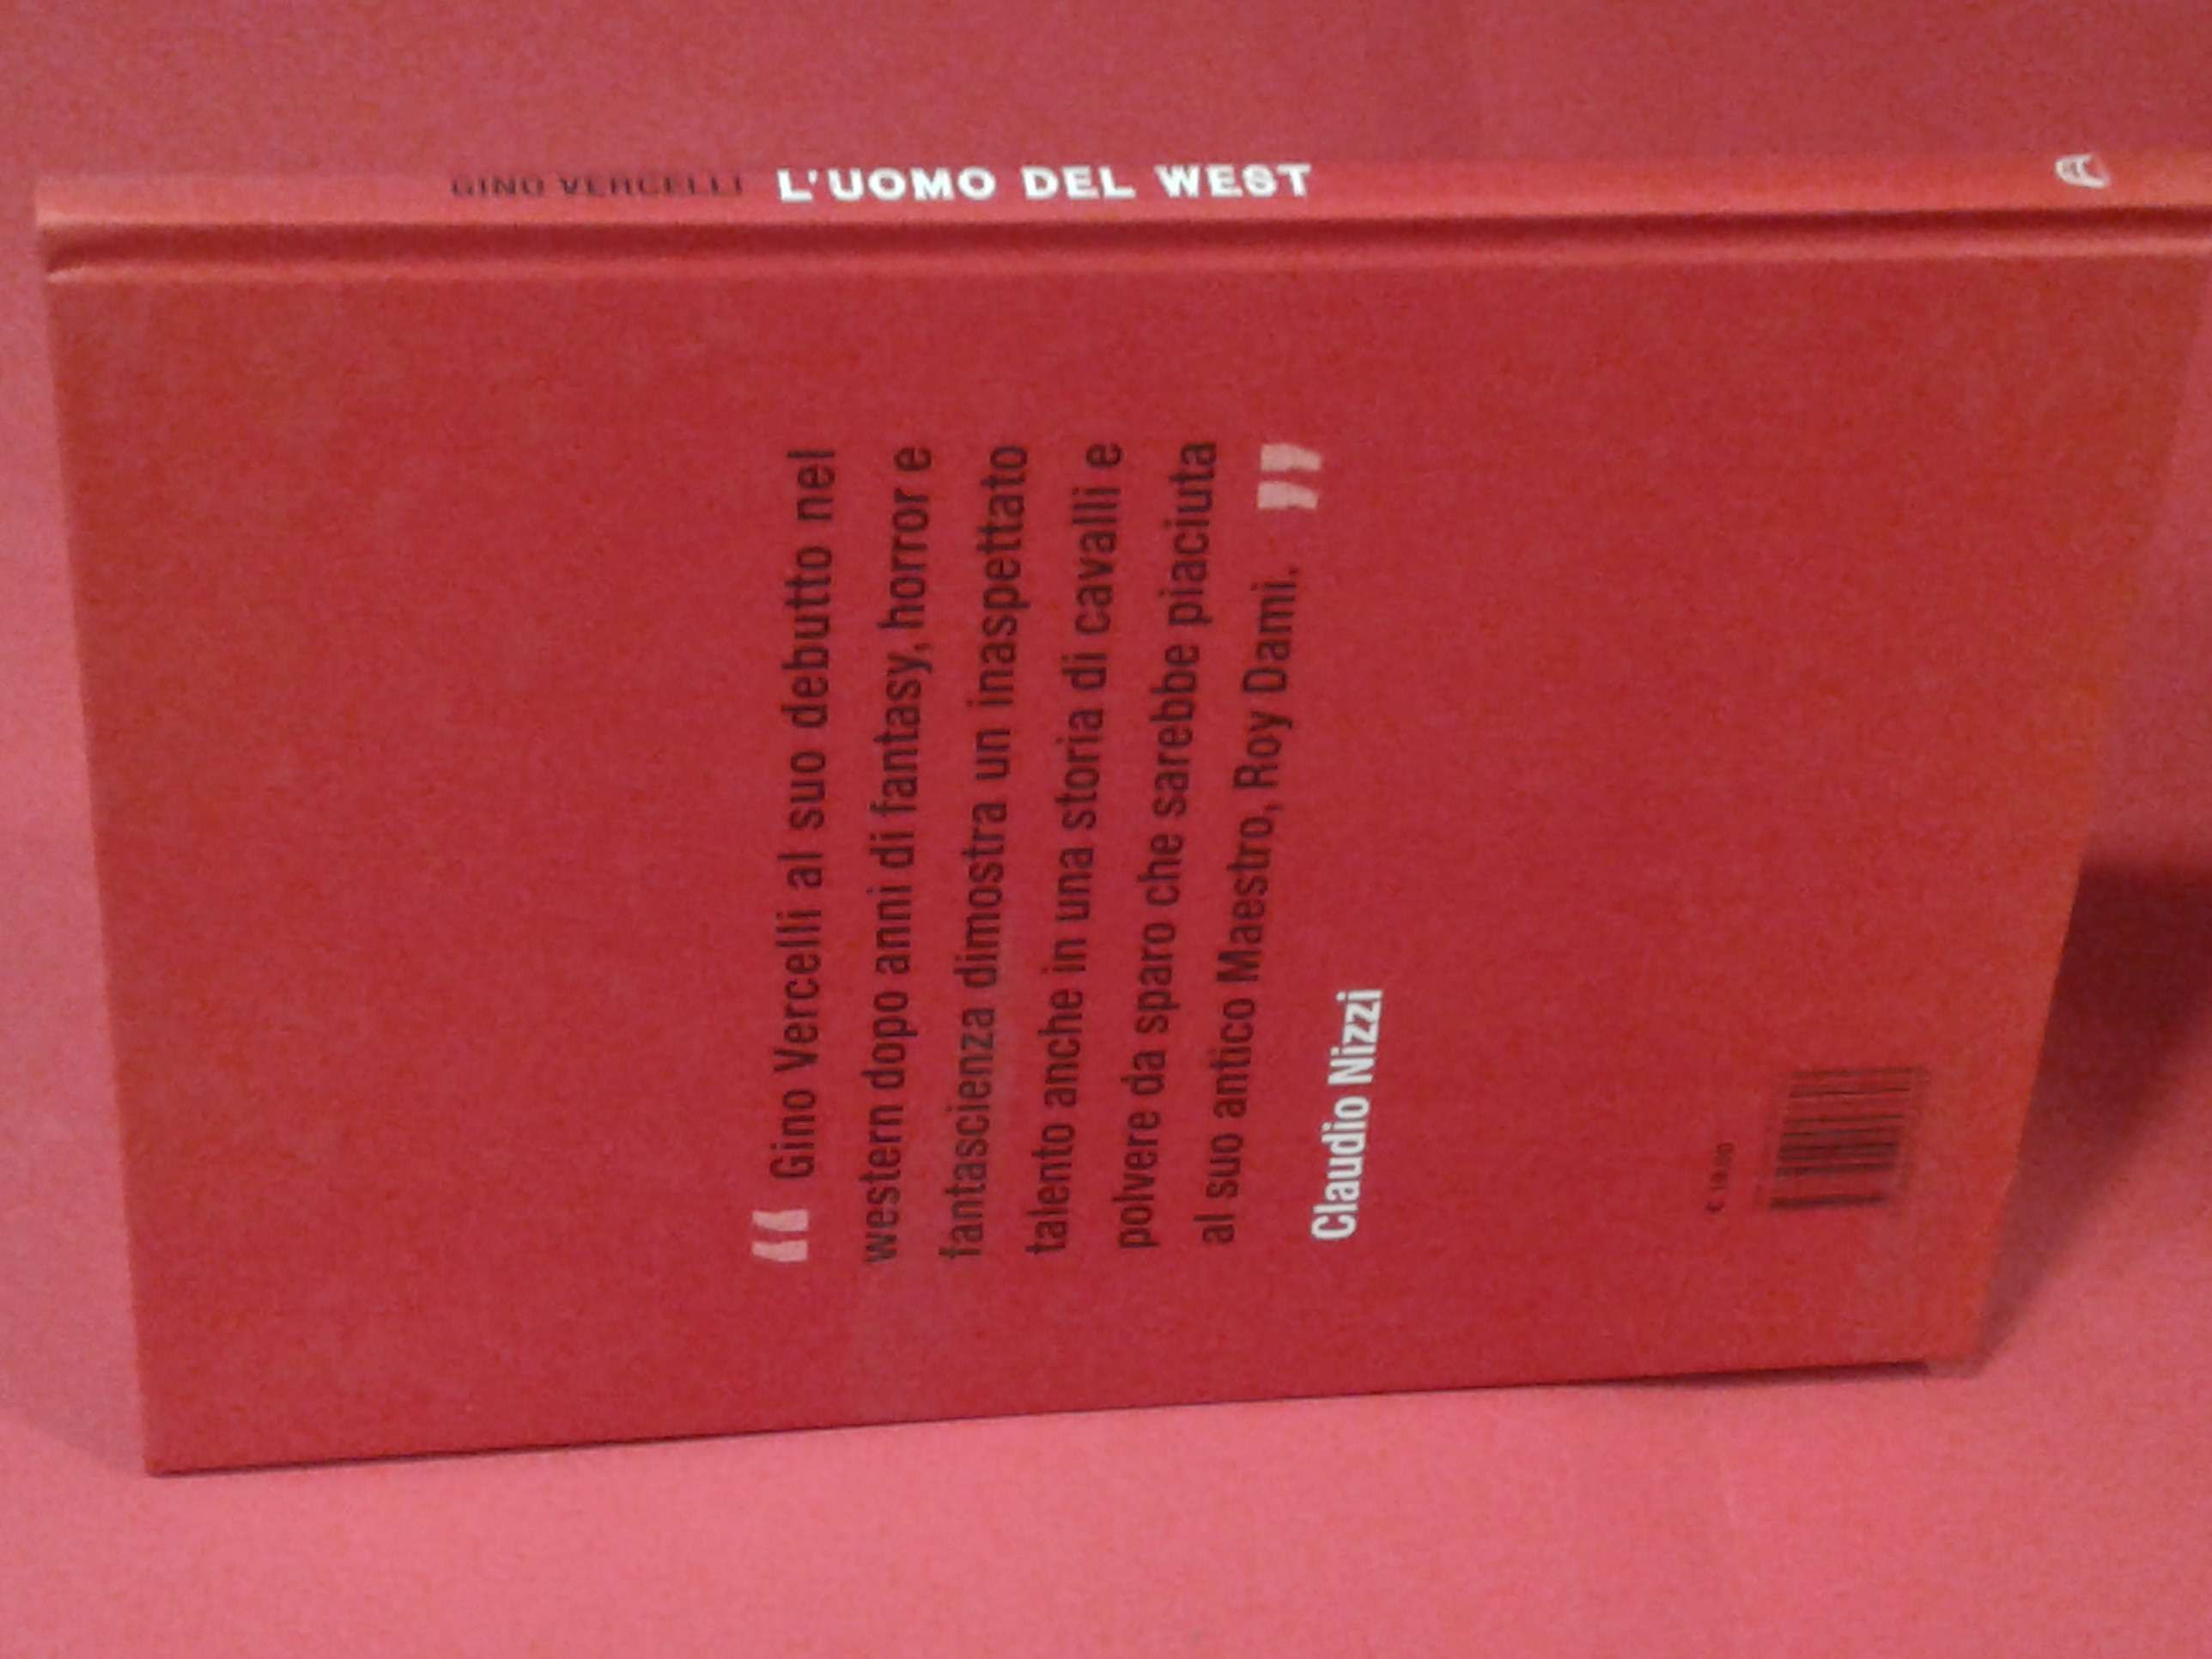 GINO VERCELLI L'UOMO DEL WEST
“ Gino Vercelli al suo debutto nel
western dopo anni di fantasy, horror e
fantascienza dimostra un inaspettato
talento anche in una storia di cavalli e
polvere da sparo che sarebbe piaciuta
al suo antico Maestro, Roy Dami. ”
Claudio Nizzi